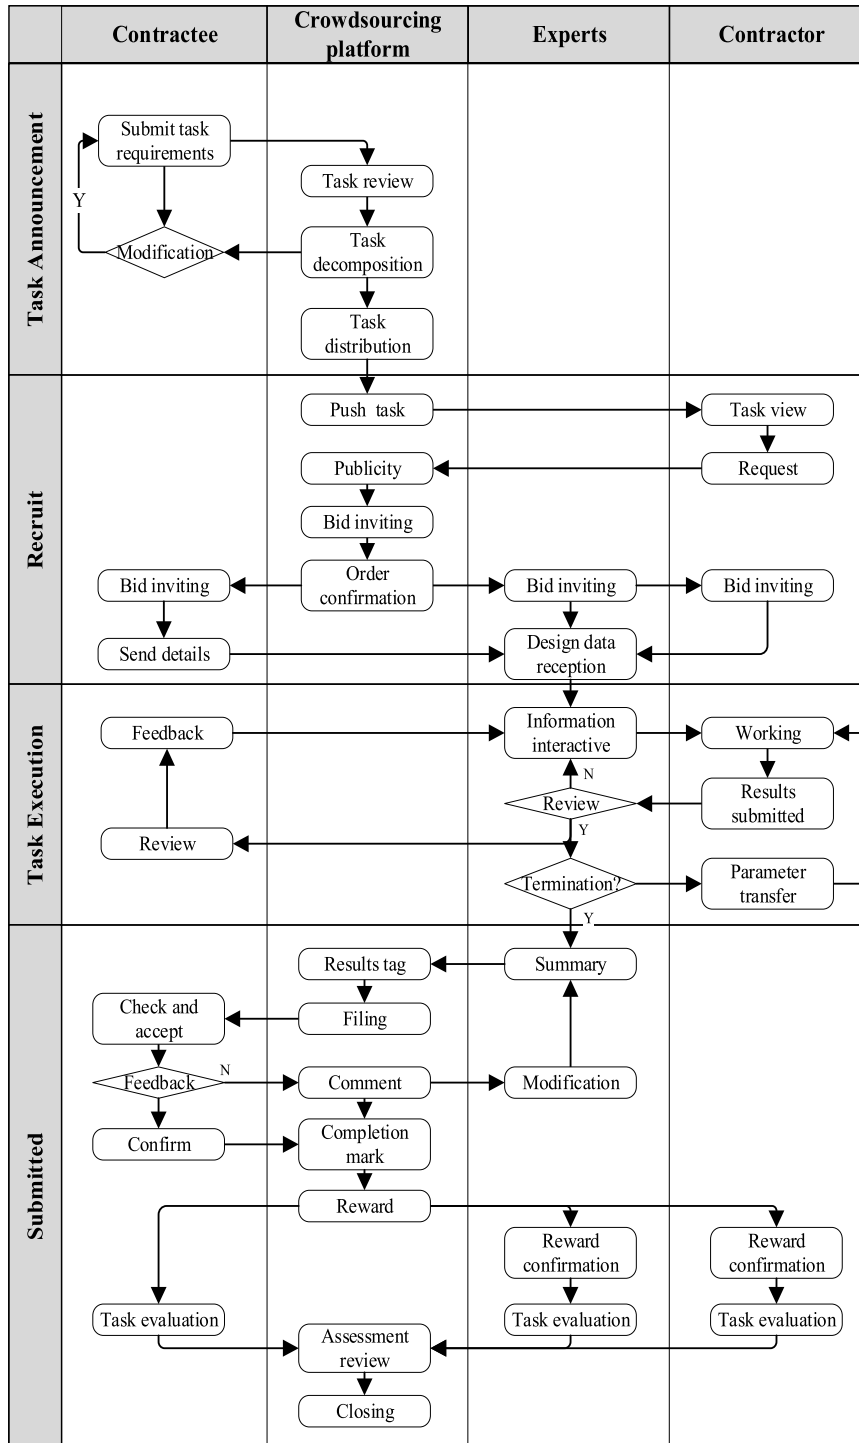 Contractee
Crowdsourcing
platform
Experts
Contractor
Task Announcement
Submit task
requirements
Task review
Y
Modification
Task
decomposition
Task
distribution
Recruit
Push task
Task view
Publicity
Request
Bid inviting
Bid inviting
Order
confirmation
Bid inviting
Bid inviting
Send details
Design data
reception
Task Execution
Feedback
Information
interactive
Working
N
Review
Results
submitted
Review
Y
Termination?
Parameter
transfer
Y
Submitted
Results tag
Summary
Check and
accept
Filing
Feedback
N
Comment
Modification
Confirm
Completion
mark
Reward
Reward
confirmation
Reward
confirmation
Task evaluation
Task evaluation
Task evaluation
Assessment
review
Closing